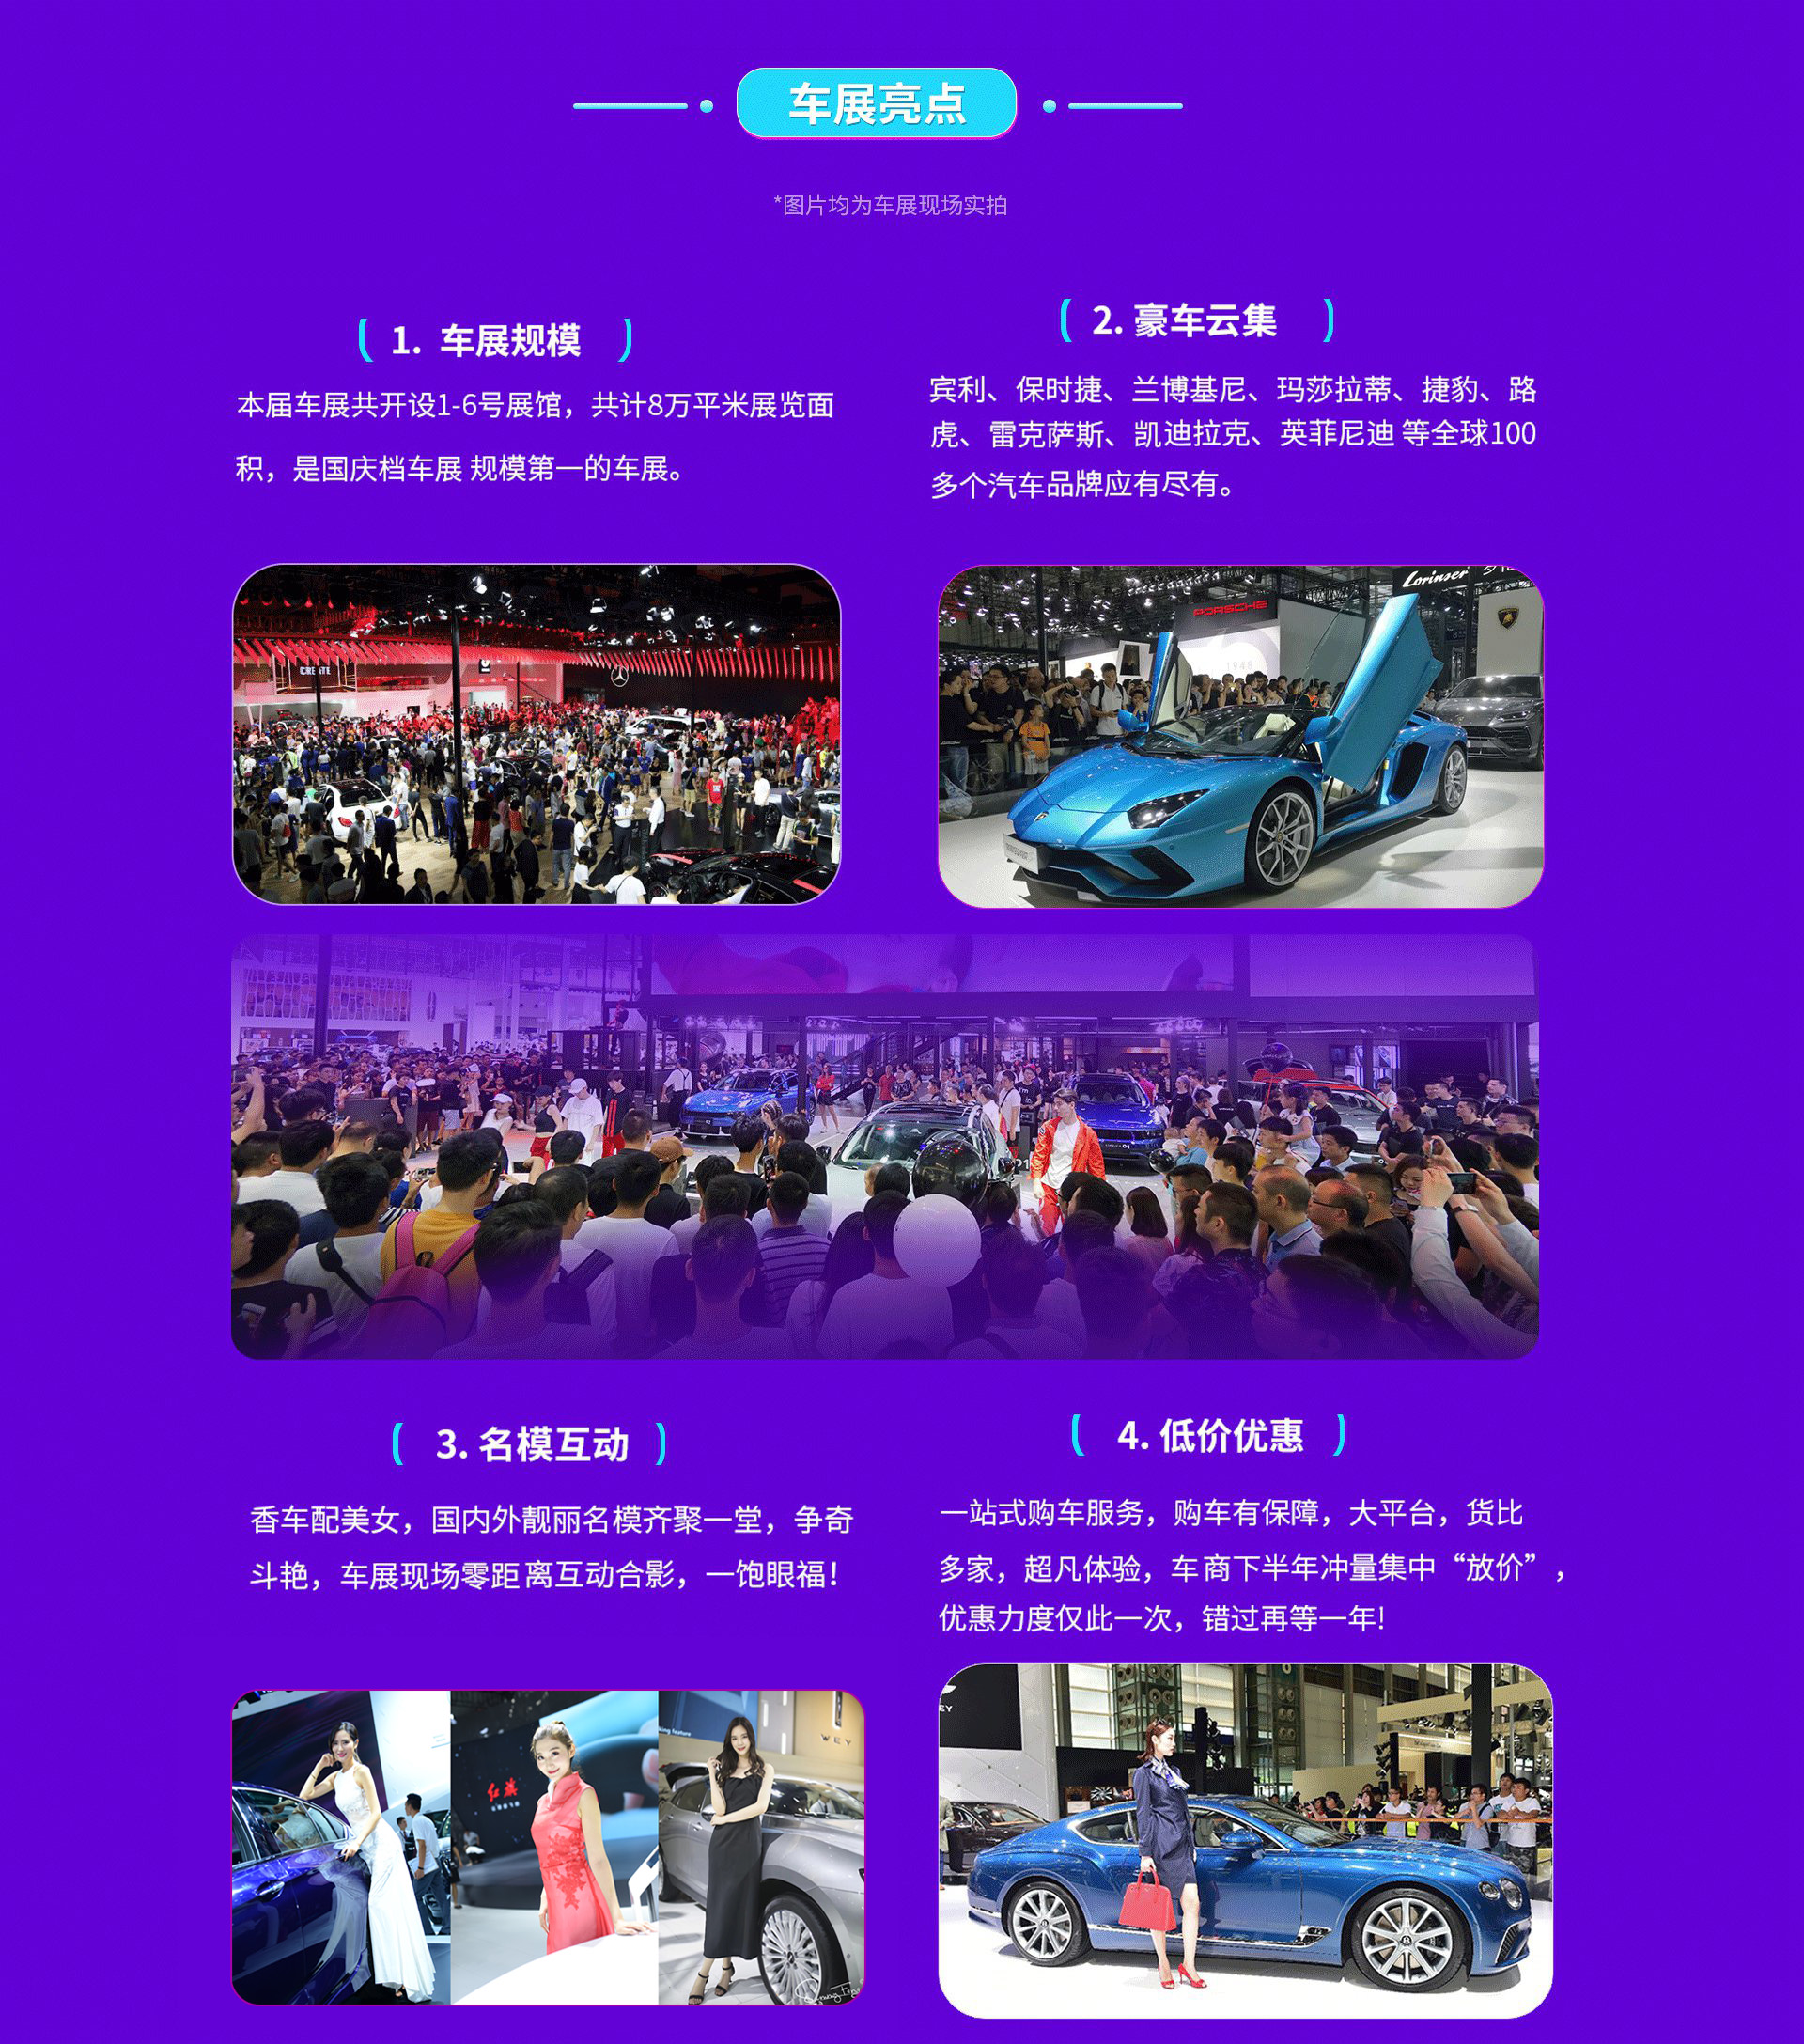 车展亮点
*图片均为车展现场实拍
1. 车展规模
本届车展共开设1-6号展馆，共计8万平米展览面
积，是国庆档车展 规模第一的车展。
2. 豪车云集
宾利、保时捷、兰博基尼、玛莎拉蒂、捷豹、路
虎、雷克萨斯、凯迪拉克、英菲尼迪 等全球100
多个汽车品牌应有尽有。
CREATE
Lorinser
PORSCHE
1948
3. 名模互动
香车配美女，国内外靓丽名模齐聚一堂，争奇
斗艳，车展现场零距离互动合影，一饱眼福！
4. 低价优惠
一站式购车服务，购车有保障，大平台，货比
多家，超凡体验，车商下半年冲量集中“放价”，
优惠力度仅此一次，错过再等一年!
红旗
WEY
EY